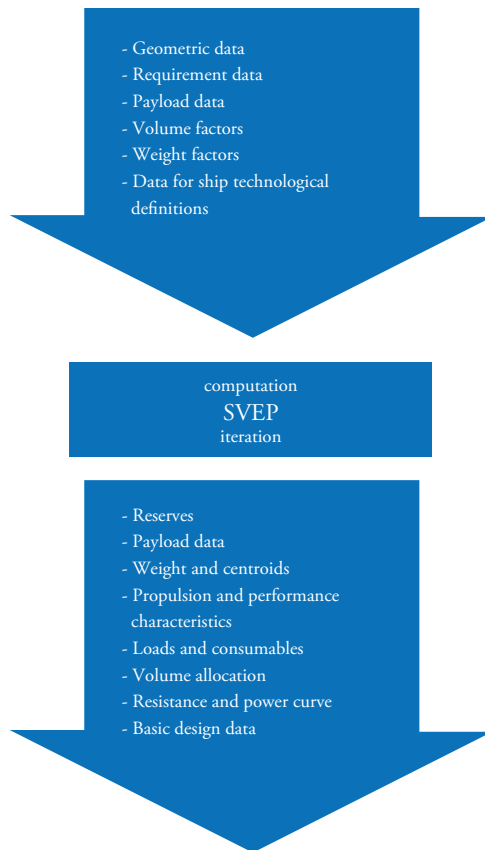 - Geometric data
- Requirement data
- Payload data
- Volume factors
- Weight factors
- Data for ship technological
definitions
computation
SVEP
iteration
- Reserves
- Payload data
- Weight and centroids
- Propulsion and performance
characteristics
- Loads and consumables
- Volume allocation
- Resistance and power curve
- Basic design data